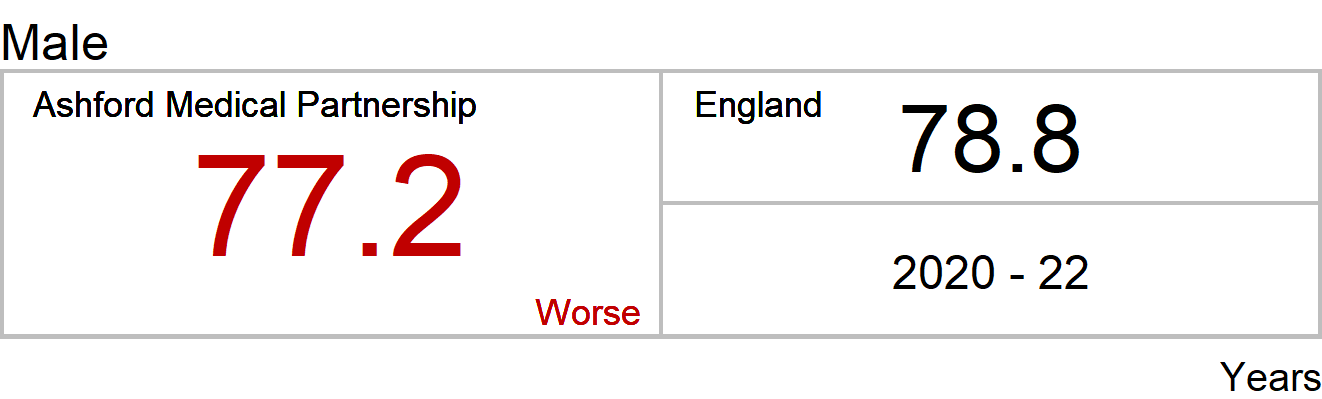 Male
Ashford Medical Partnership
77.2
Worse
England
78.8
2020 - 22
Years